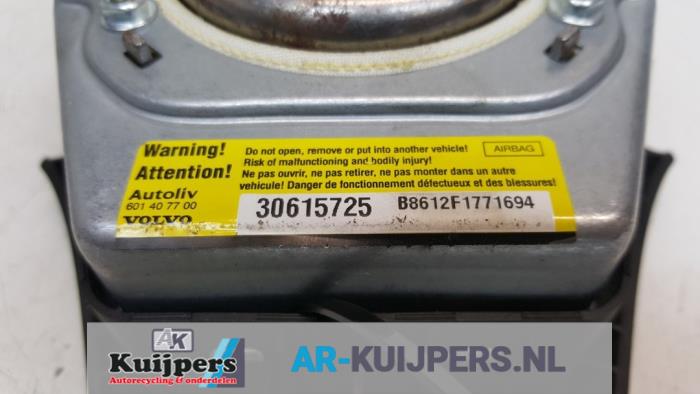 Warning!
Do not open, remove or put into another vehicle!
AIRBAG
Risk of malfunctioning and bodily injury!
Attention!
Ne pas ouvrir, ne pas retirer, ne pas monter dans un autre
vehicule! Danger de fonctionnement défectueux et des blessures!
Autoliv
601 40 77 00
VOLVO
30615725
B8612F1771694
AK
Kuijpers
Autorecycling & onderdelen
AR-KUIJPERS.NL